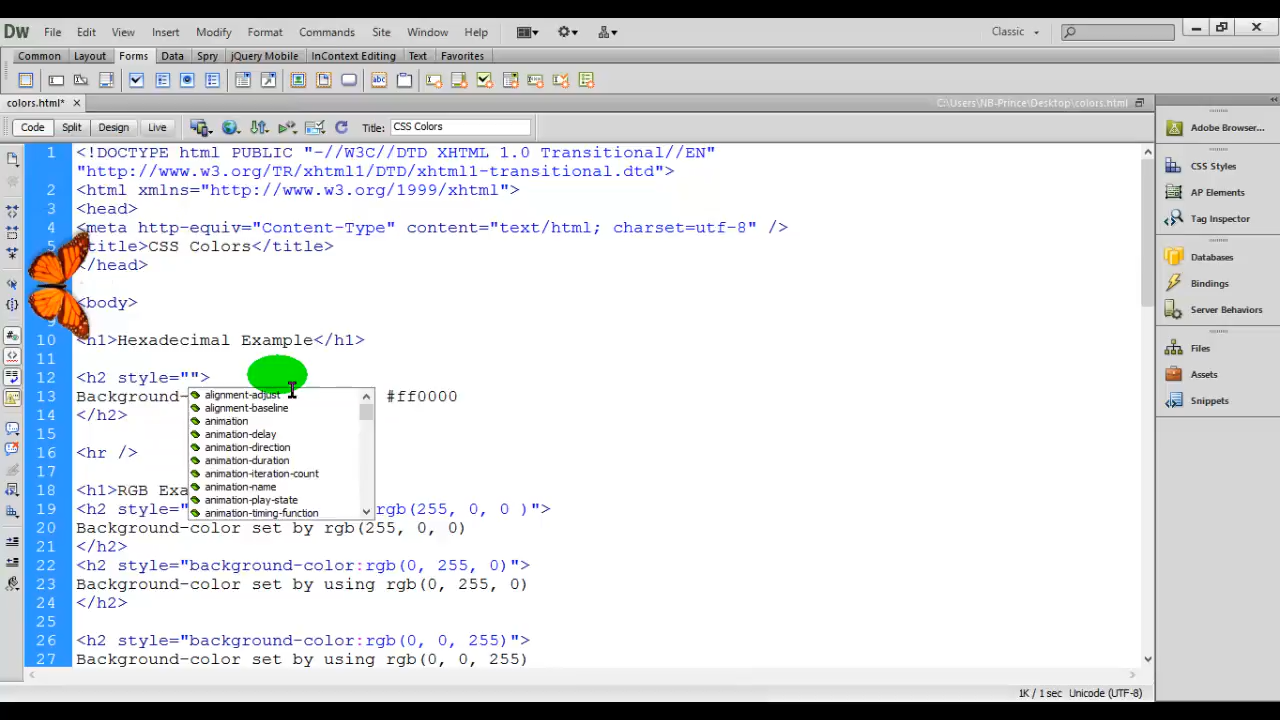 Dw File Edit View Insert Modify Format Commands Site Window Help Classic
Common Layout Forms Data Spry jQuery Mobile InContext Editing Text Favorites
colors.html* C:\Users\NB-Prince\Desktop\colors.html
Code Split Design Live Title: CSS Colors
1 <!DOCTYPE html PUBLIC "-//W3C//DTD XHTML 1.0 Transitional//EN"
"http://www.w3.org/TR/xhtml1/DTD/xhtml1-transitional.dtd">
2 <html xmlns="http://www.w3.org/1999/xhtml">
3 <head>
4 <meta http-equiv="Content-Type" content="text/html; charset=utf-8" />
5 <title>CSS Colors</title>
6 </head>
<body>
9
10 <h1>Hexadecimal Example</h1>
11
12 <h2 style="">
13 Background- #ff0000
14 </h2>
15
16 <hr />
17
18 <h1>RGB Exa
19 <h2 style=" rgb(255, 0, 0 )">
20 Background-color set by rgb(255, 0, 0)
21 </h2>
22 <h2 style="background-color:rgb(0, 255, 0)">
23 Background-color set by using rgb(0, 255, 0)
24 </h2>
25
26 <h2 style="background-color:rgb(0, 0, 255)">
27 Background-color set by using rgb(0, 0, 255)
alignment-adjust
alignment-baseline
animation
animation-delay
animation-direction
animation-duration
animation-iteration-count
animation-name
animation-play-state
animation-timing-function
Adobe Browser...
CSS Styles
AP Elements
Tag Inspector
Databases
Bindings
Server Behaviors
Files
Assets
Snippets
1K / 1 sec Unicode (UTF-8)